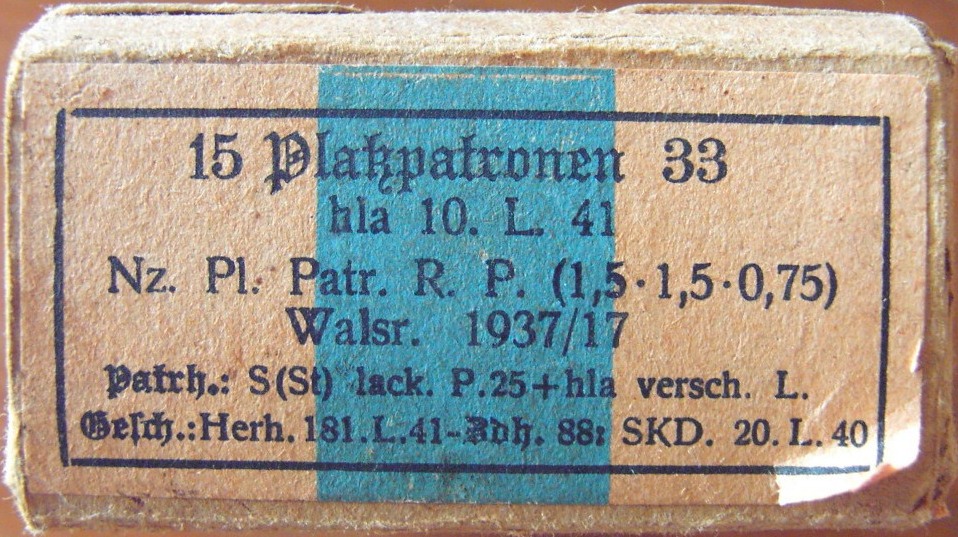 15 Platzpatronen 33
hla 10. L. 41
Nz. Pl. Patr. R. P. (1,5·1,5·0,75)
Walsr. 1937/17
Patrh.: S(St) lack. P.25+hla versch. L.
Gesch.: Herh. 181.L.41-Zdh. 88: SKD. 20. L. 40